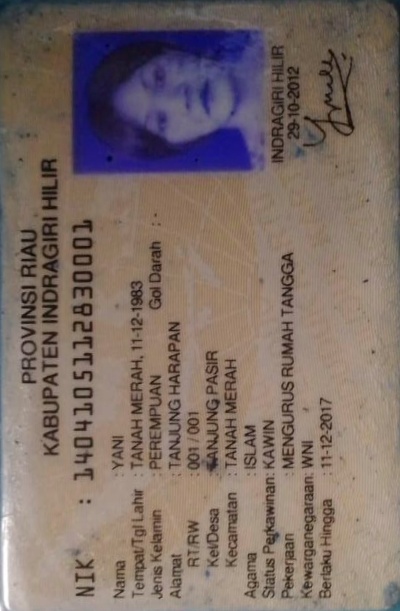 PROVINSI RIAU
KABUPATEN INDRAGIRI HILIR
NIK : 1404105112830001
Nama : YANI
Tempat/Tgl Lahir : TANAH MERAH, 11-12-1983
Jenis Kelamin : PEREMPUAN Gol Darah : -
Alamat : TANJUNG HARAPAN
RT/RW : 001 / 001
Kel/Desa : TANJUNG PASIR
Kecamatan : TANAH MERAH
Agama : ISLAM
Status Perkawinan: KAWIN
Pekerjaan : MENGURUS RUMAH TANGGA
Kewarganegaraan: WNI
Berlaku Hingga : 11-12-2017
INDRAGIRI HILIR
29-10-2012